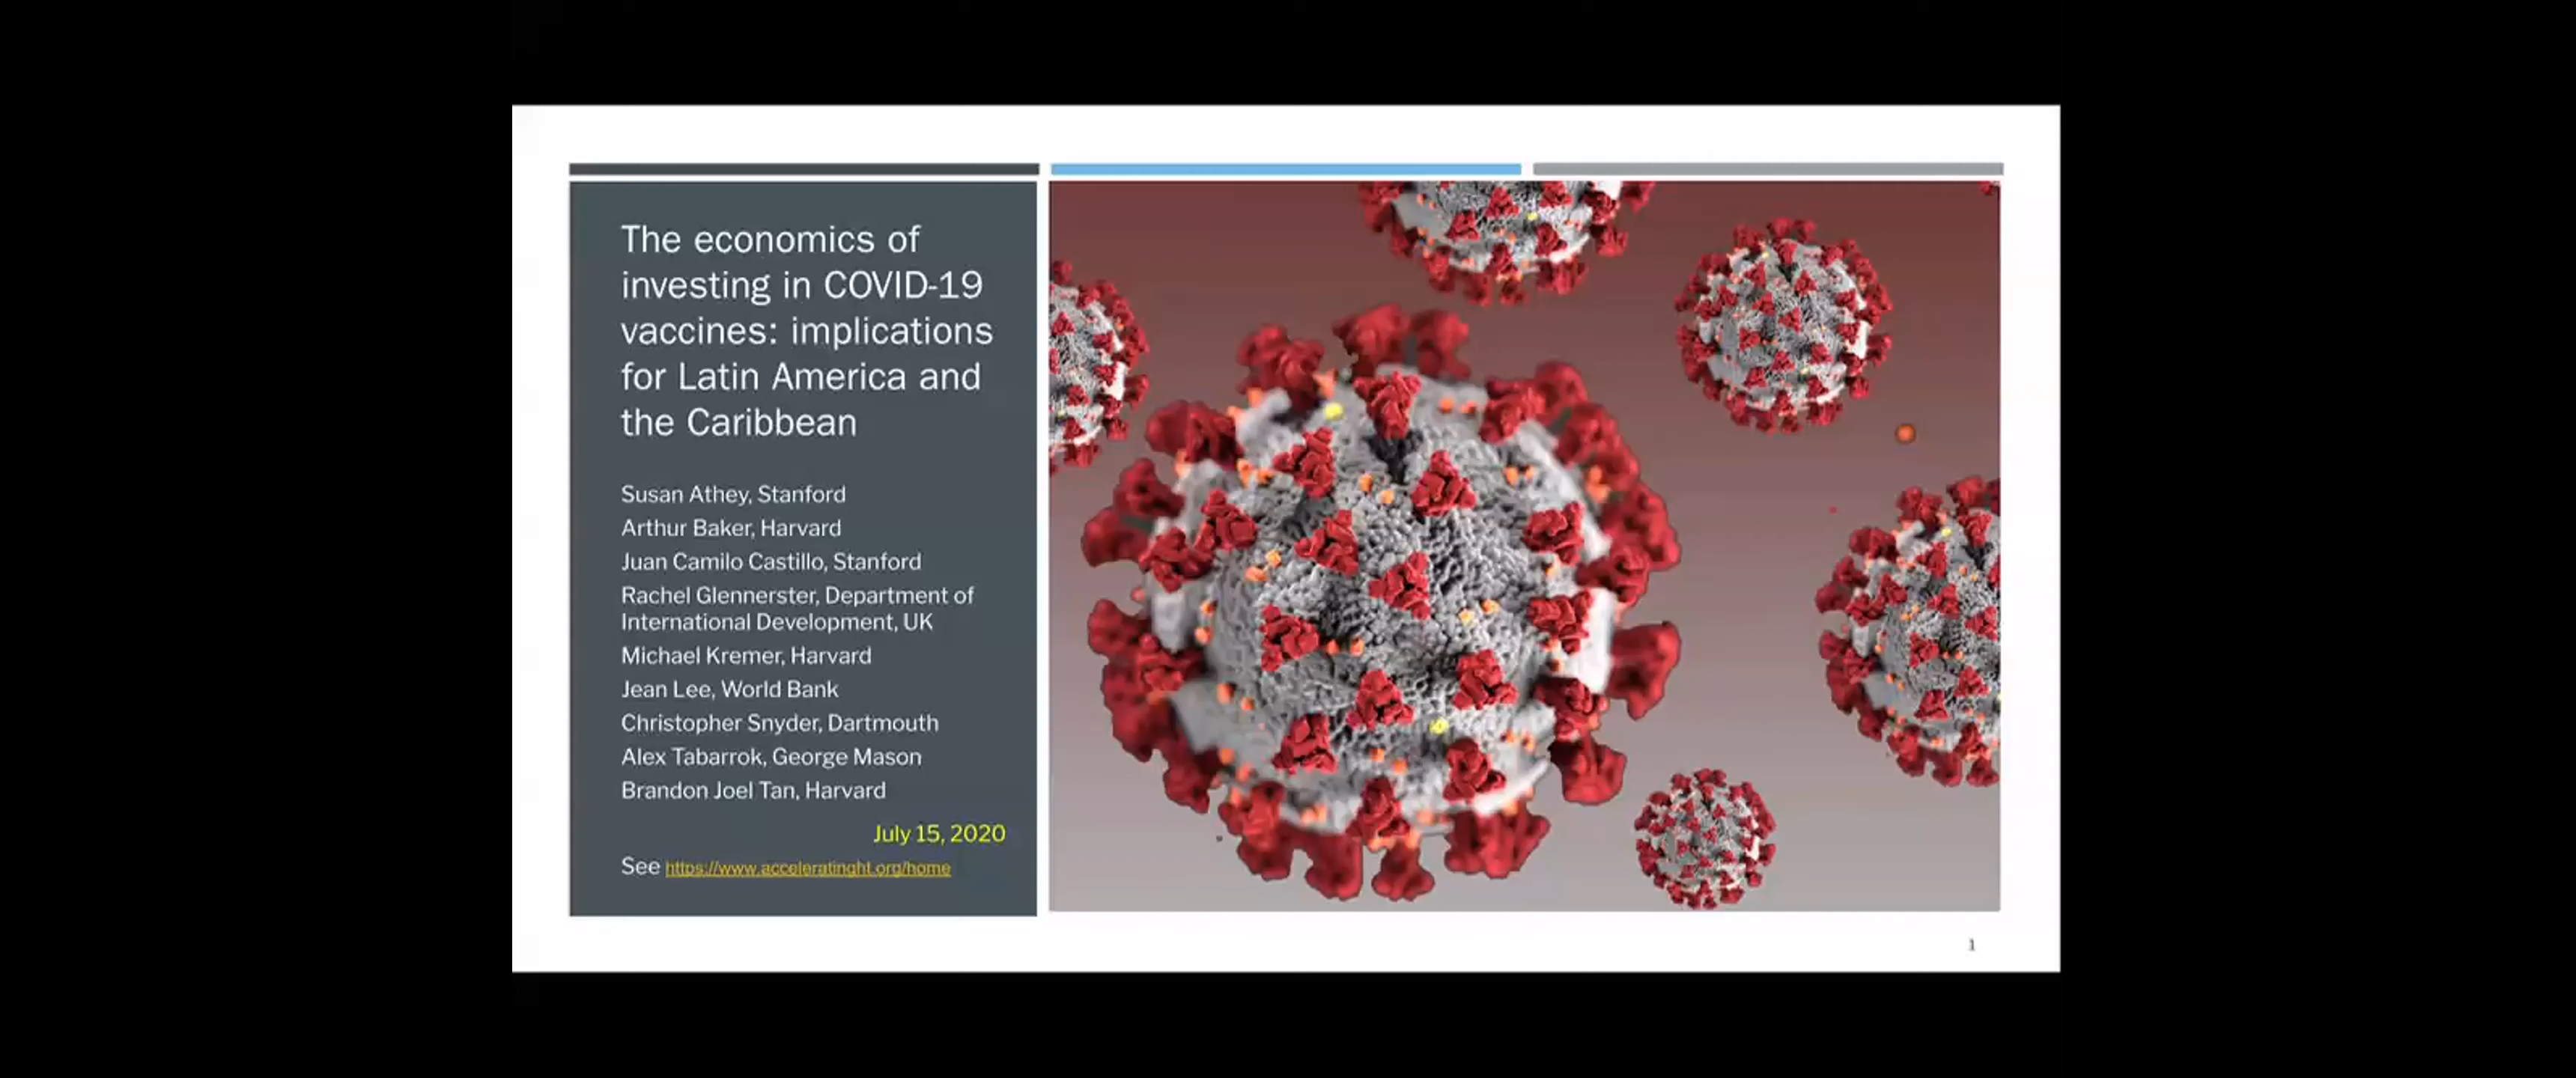 The economics of
investing in COVID-19
vaccines: implications
for Latin America and
the Caribbean
Susan Athey, Stanford
Arthur Baker, Harvard
Juan Camilo Castillo, Stanford
Rachel Glennerster, Department of
International Development, UK
Michael Kremer, Harvard
Jean Lee, World Bank
Christopher Snyder, Dartmouth
Alex Tabarrok, George Mason
Brandon Joel Tan, Harvard
July 15, 2020
See https://www.acceleratinght.org/home
1